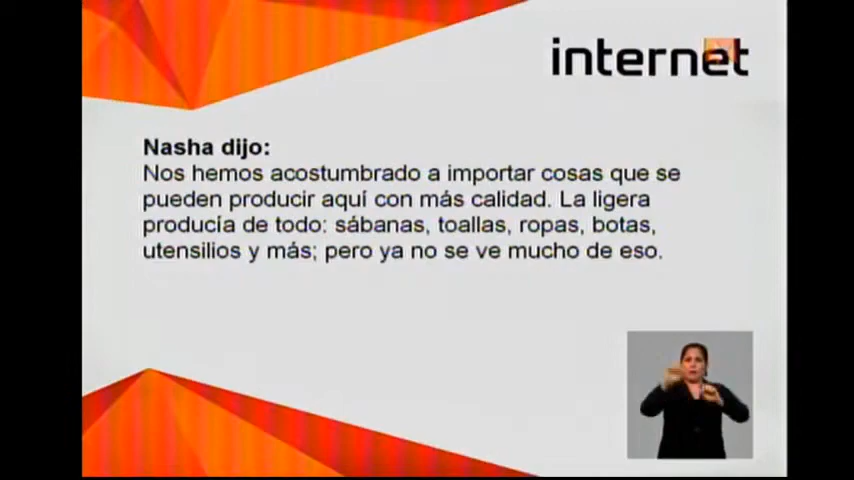 internet
Nasha dijo:
Nos hemos acostumbrado a importar cosas que se
pueden producir aquí con más calidad. La ligera
producía de todo: sábanas, toallas, ropas, botas,
utensilios y más; pero ya no se ve mucho de eso.